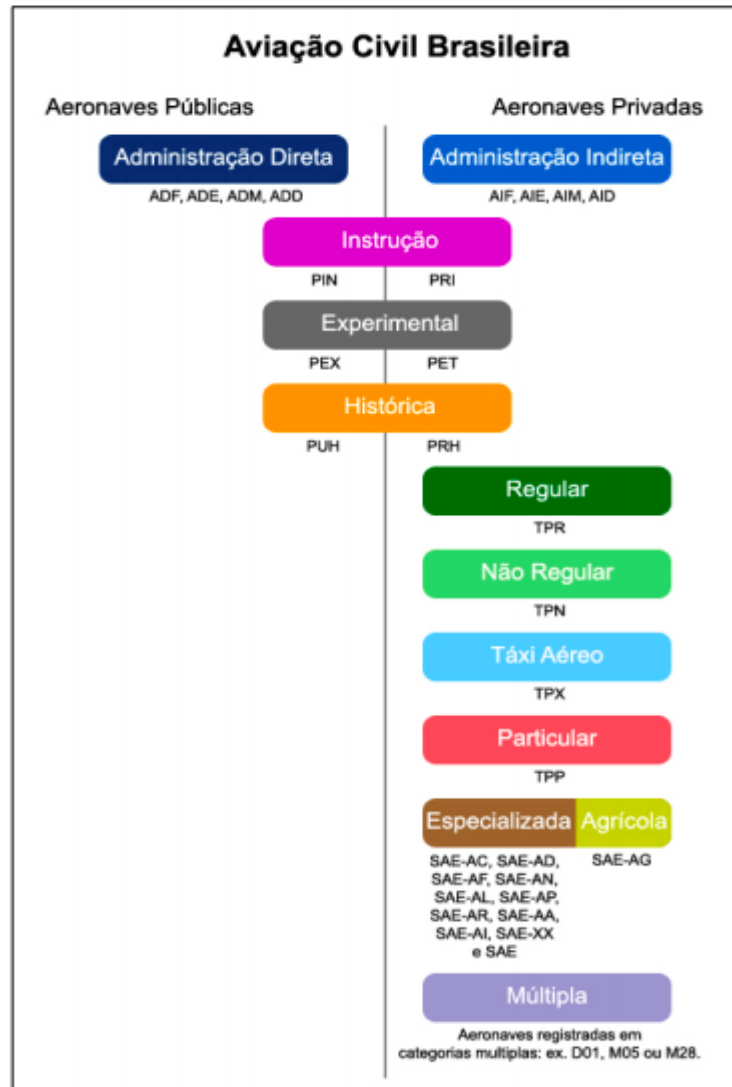 Aviação Civil Brasileira
Aeronaves Públicas
Aeronaves Privadas
Administração Direta
Administração Indireta
ADF, ADE, ADM, ADD
AIF, AIE, AIM, AID
Instrução
PIN
PRI
Experimental
PEX
PET
Histórica
PUH
PRH
Regular
TPR
Não Regular
TPN
Táxi Aéreo
TPX
Particular
TPP
Especializada
Agrícola
SAE-AC, SAE-AD,
SAE-AF, SAE-AN,
SAE-AL, SAE-AP,
SAE-AR, SAE-AA,
SAE-AI, SAE-XX
e SAE
SAE-AG
Múltipla
Aeronaves registradas em
categorias multiplas: ex. D01, M05 ou M28.